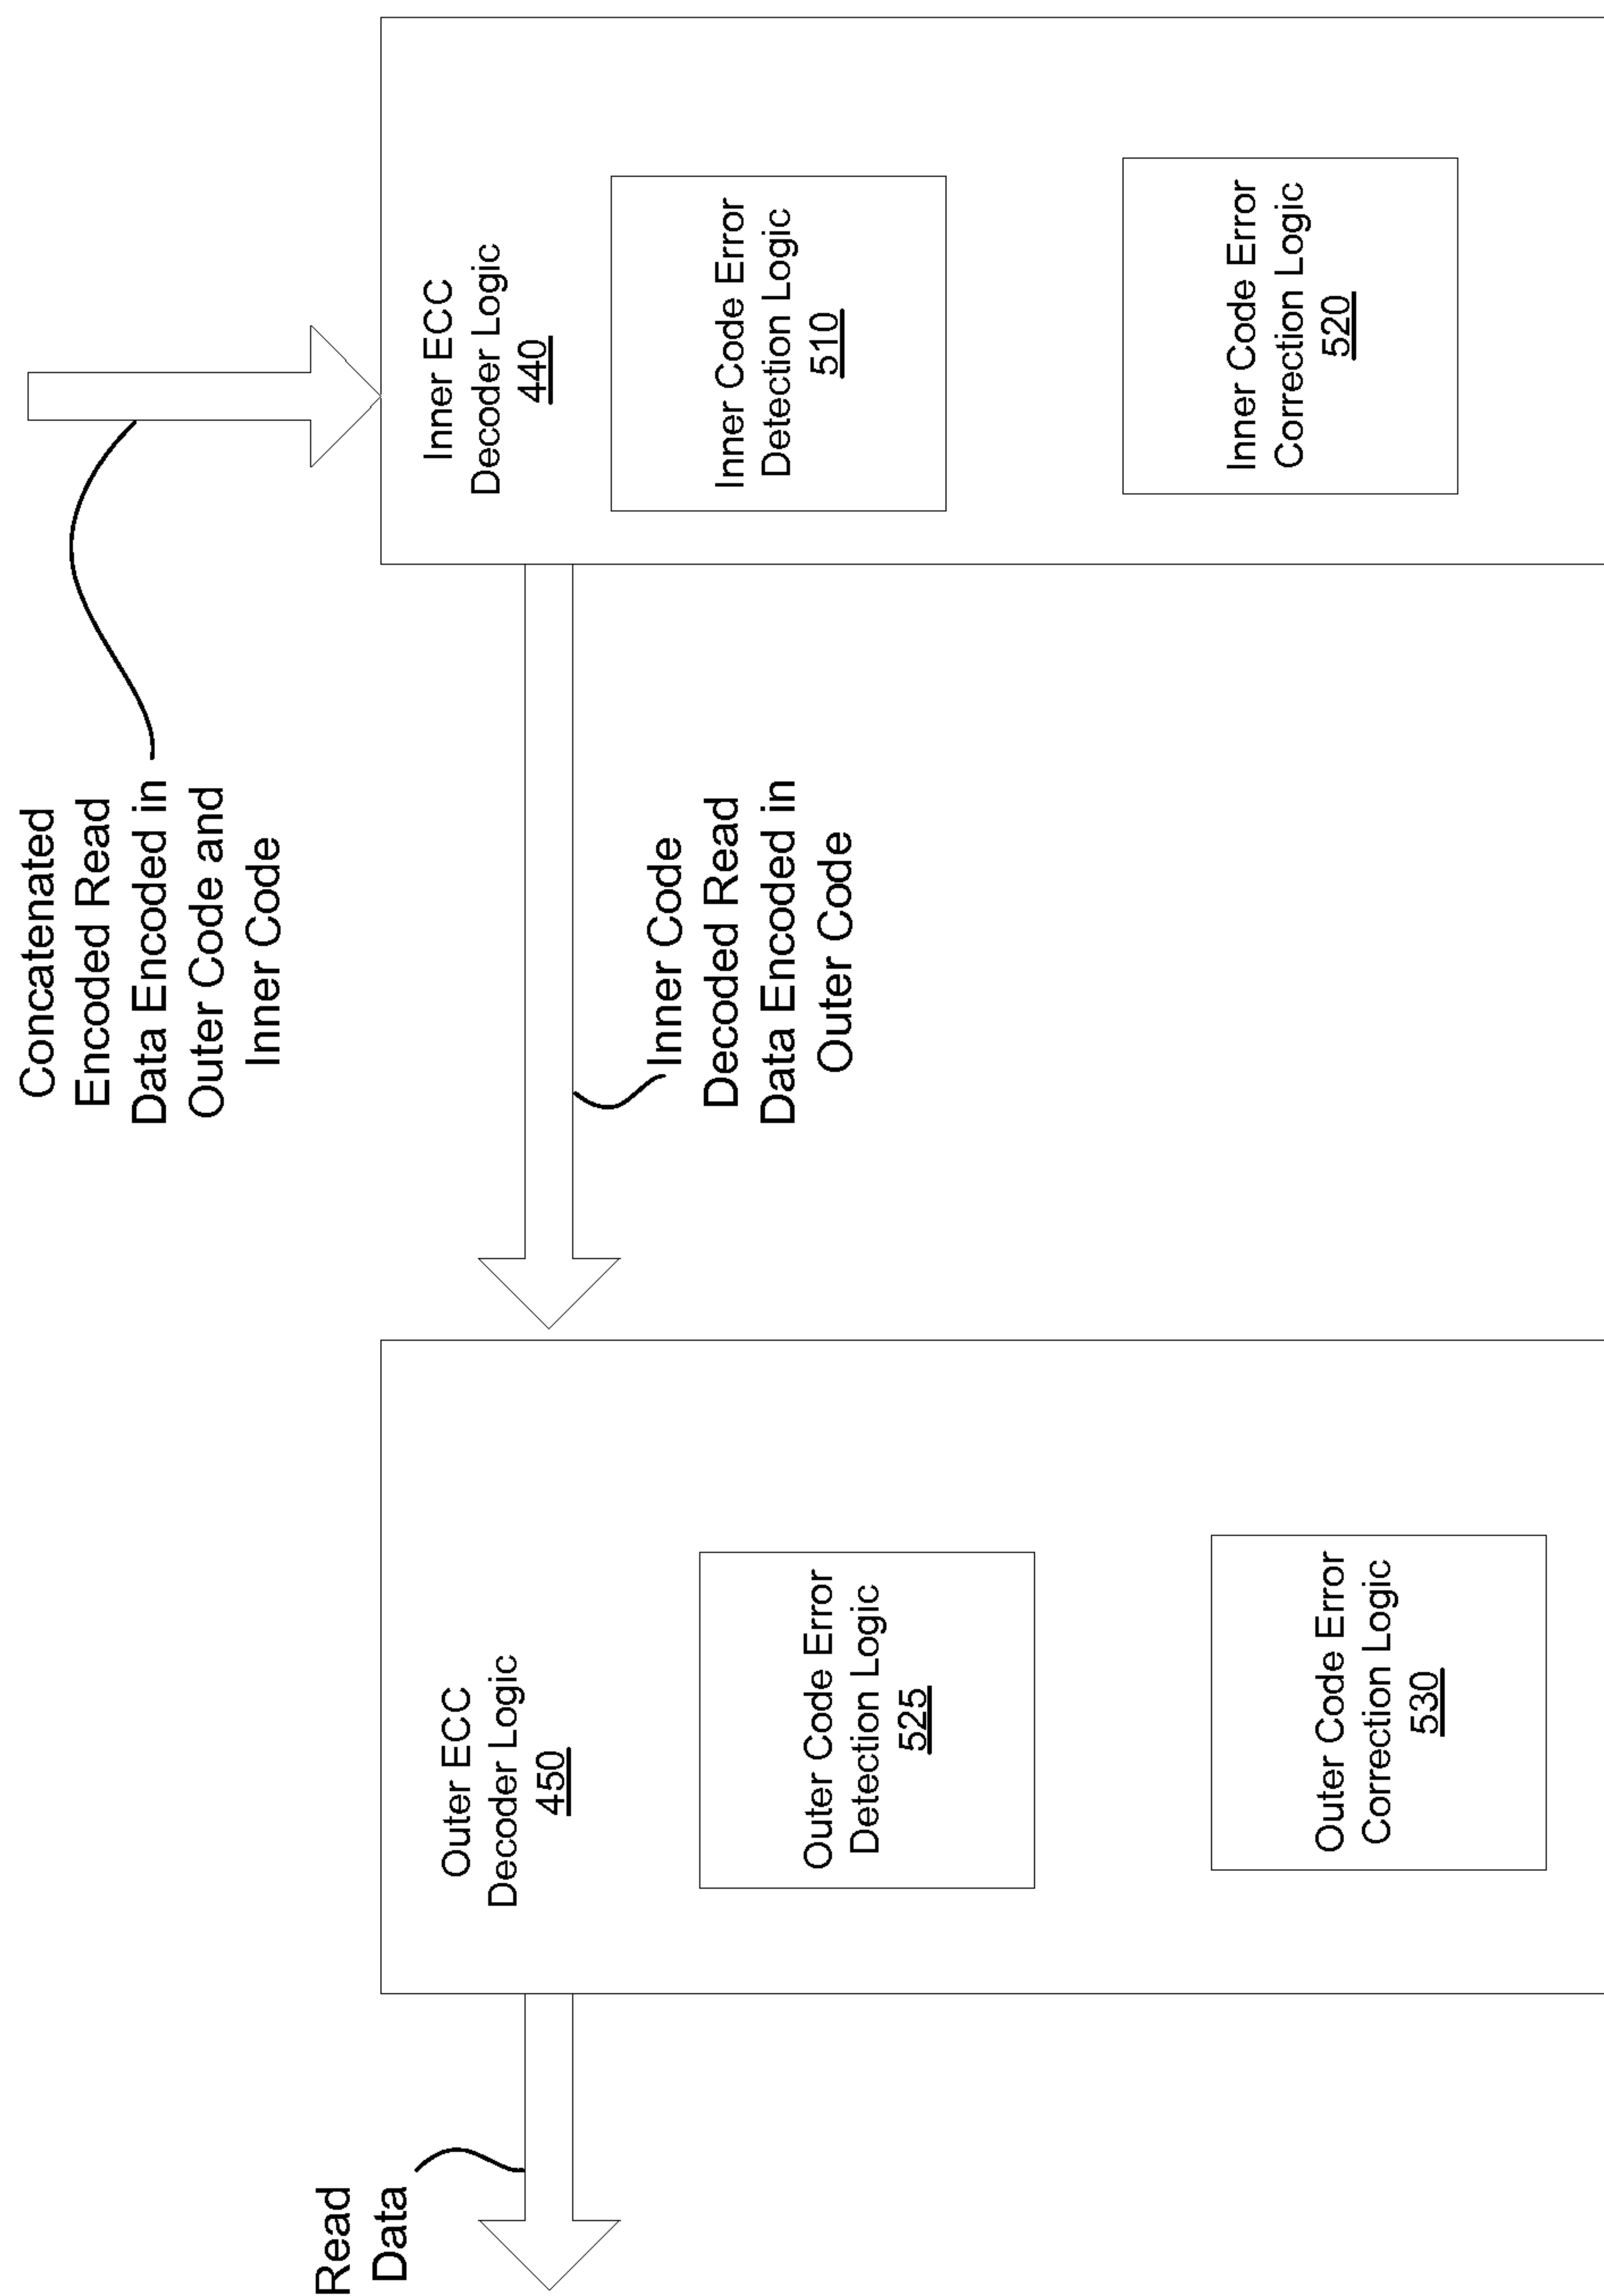 Concatenated
Encoded Read
Data Encoded in
Outer Code and
Inner Code
Read
Data
Outer ECC
Decoder Logic
450
Outer Code Error
Detection Logic
525
Outer Code Error
Correction Logic
530
Inner Code
Decoded Read
Data Encoded in
Outer Code
Inner ECC
Decoder Logic
440
Inner Code Error
Detection Logic
510
Inner Code Error
Correction Logic
520